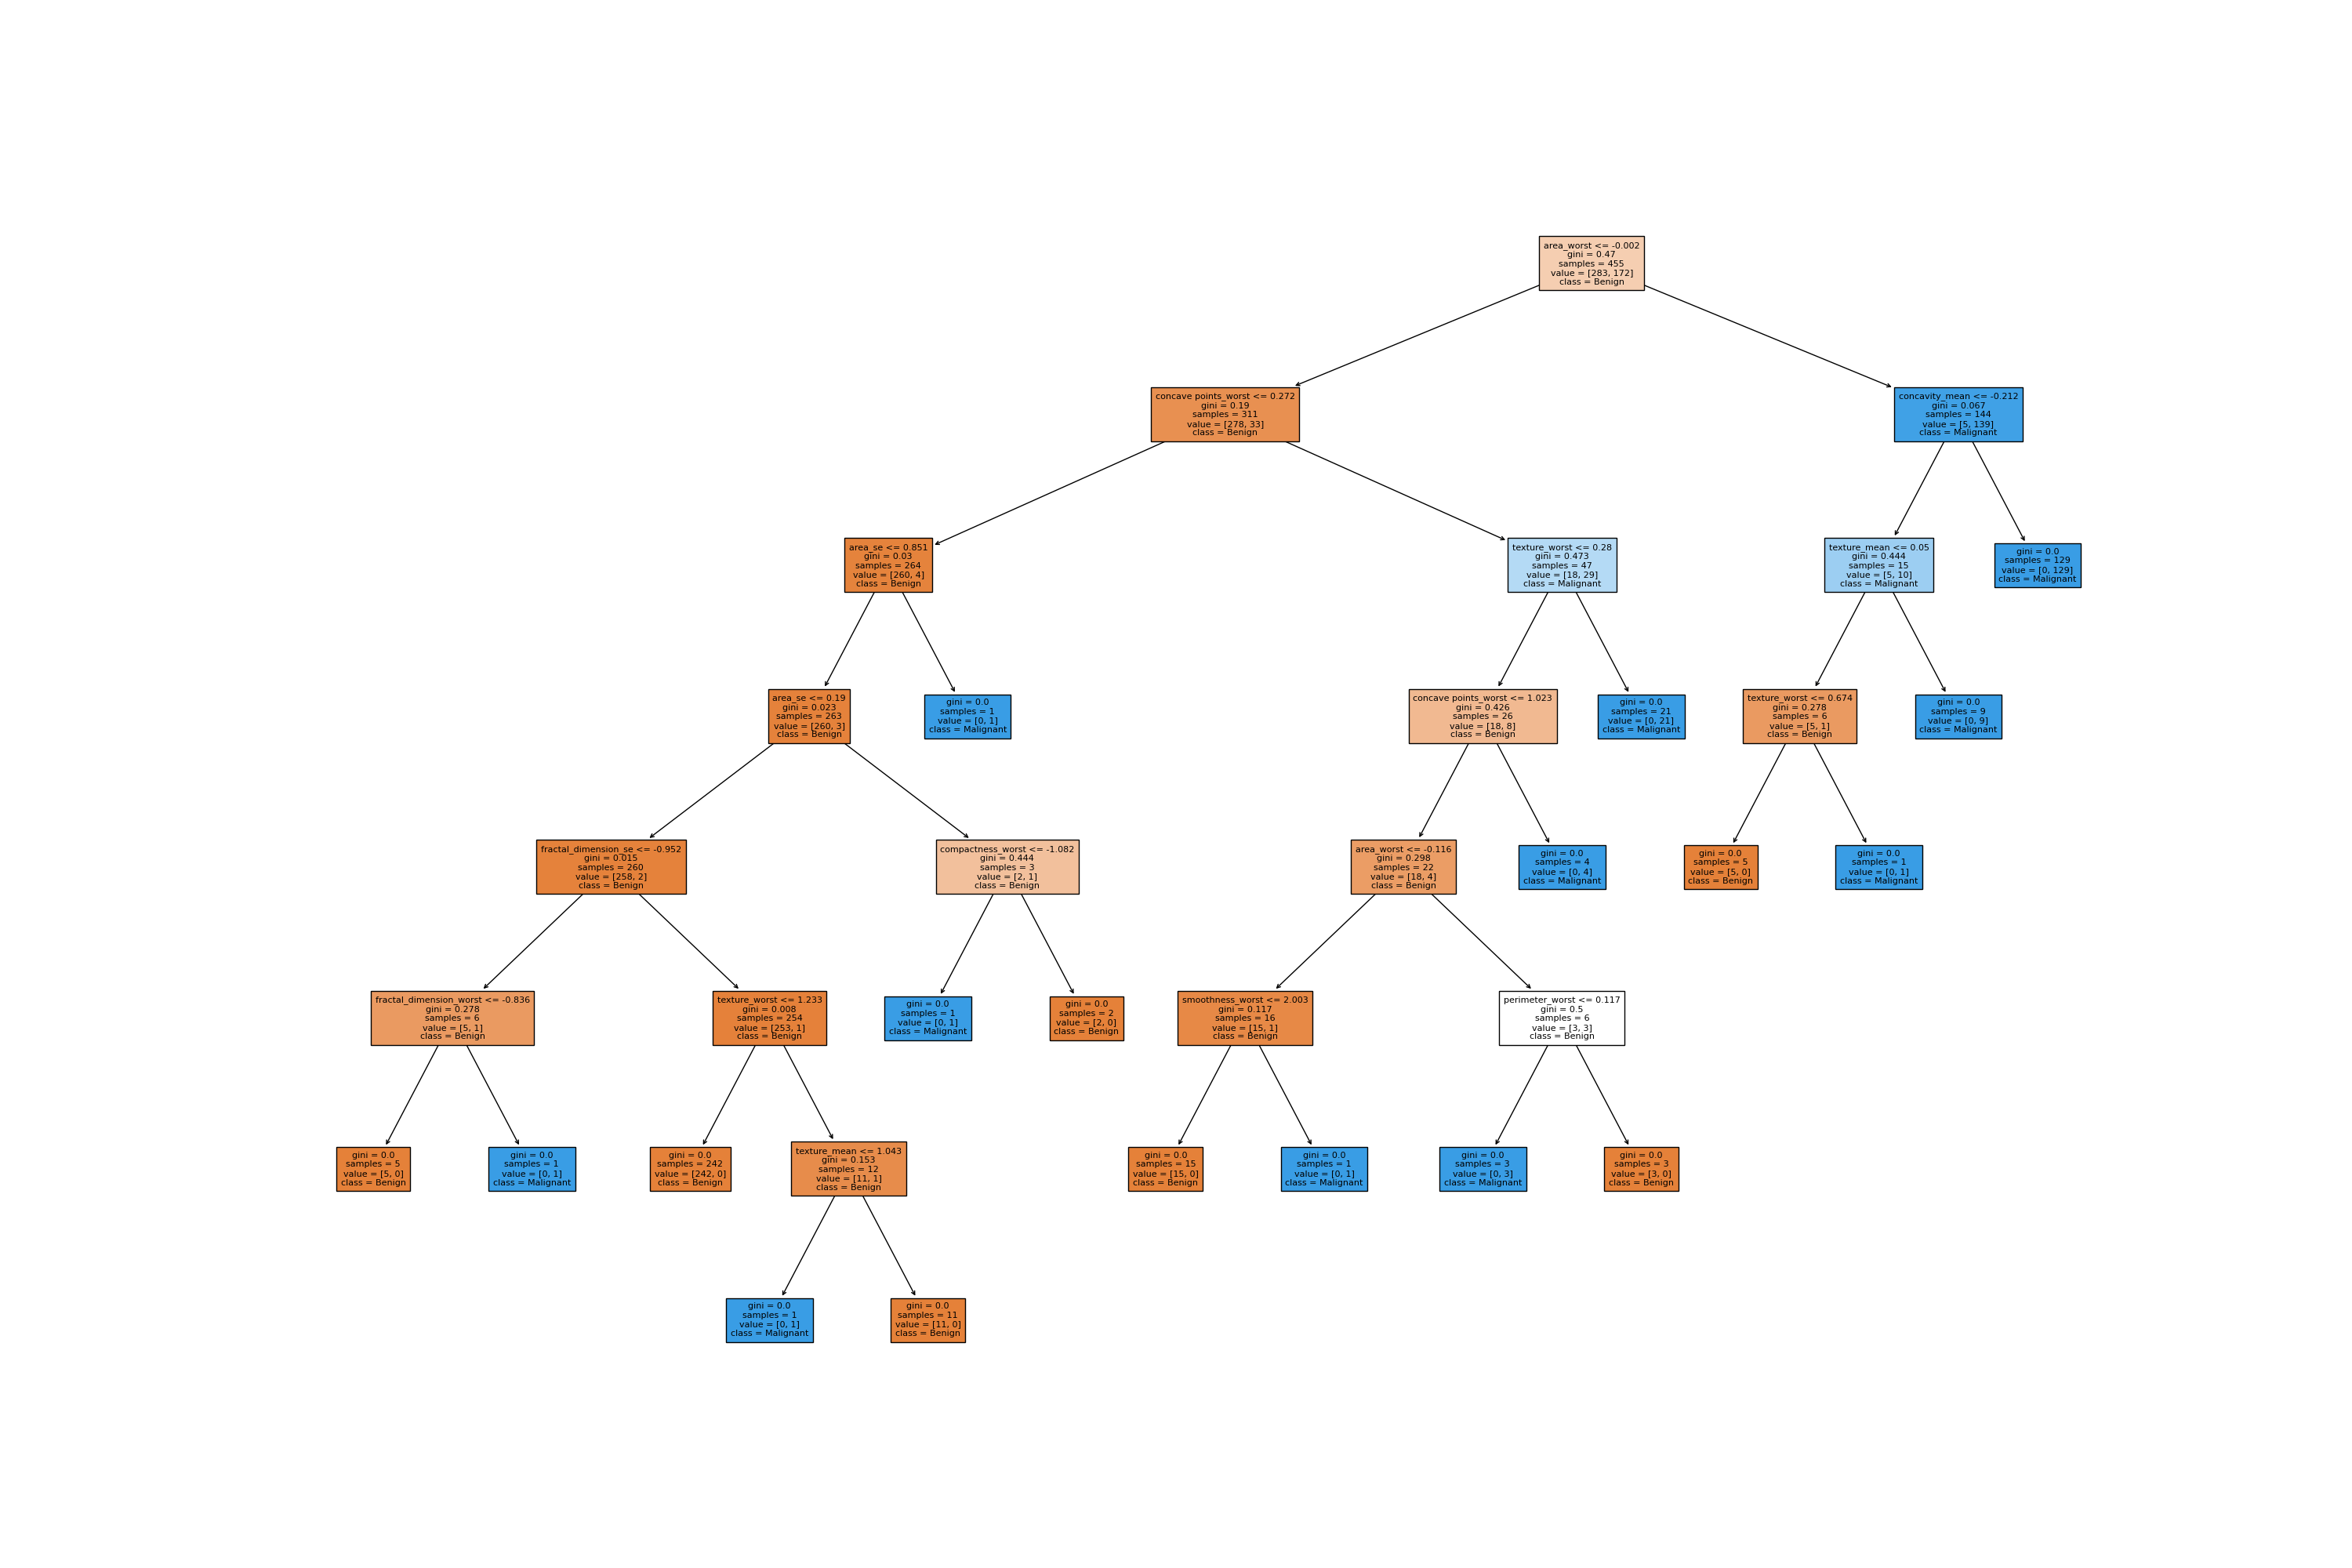 area_worst <= -0.002
gini = 0.47
samples = 455
value = [283, 172]
class = Benign
concave points_worst <= 0.272
gini = 0.19
samples = 311
value = [278, 33]
class = Benign
concavity_mean <= -0.212
gini = 0.067
samples = 144
value = [5, 139]
class = Malignant
area_se <= 0.851
gini = 0.03
samples = 264
value = [260, 4]
class = Benign
texture_worst <= 0.28
gini = 0.473
samples = 47
value = [18, 29]
class = Malignant
texture_mean <= 0.05
gini = 0.444
samples = 15
value = [5, 10]
class = Malignant
gini = 0.0
samples = 129
value = [0, 129]
class = Malignant
area_se <= 0.19
gini = 0.023
samples = 263
value = [260, 3]
class = Benign
gini = 0.0
samples = 1
value = [0, 1]
class = Malignant
concave points_worst <= 1.023
gini = 0.426
samples = 26
value = [18, 8]
class = Benign
gini = 0.0
samples = 21
value = [0, 21]
class = Malignant
texture_worst <= 0.674
gini = 0.278
samples = 6
value = [5, 1]
class = Benign
gini = 0.0
samples = 9
value = [0, 9]
class = Malignant
fractal_dimension_se <= -0.952
gini = 0.015
samples = 260
value = [258, 2]
class = Benign
compactness_worst <= -1.082
gini = 0.444
samples = 3
value = [2, 1]
class = Benign
area_worst <= -0.116
gini = 0.298
samples = 22
value = [18, 4]
class = Benign
gini = 0.0
samples = 4
value = [0, 4]
class = Malignant
gini = 0.0
samples = 5
value = [5, 0]
class = Benign
gini = 0.0
samples = 1
value = [0, 1]
class = Malignant
fractal_dimension_worst <= -0.836
gini = 0.278
samples = 6
value = [5, 1]
class = Benign
texture_worst <= 1.233
gini = 0.008
samples = 254
value = [253, 1]
class = Benign
gini = 0.0
samples = 1
value = [0, 1]
class = Malignant
gini = 0.0
samples = 2
value = [2, 0]
class = Benign
smoothness_worst <= 2.003
gini = 0.117
samples = 16
value = [15, 1]
class = Benign
perimeter_worst <= 0.117
gini = 0.5
samples = 6
value = [3, 3]
class = Benign
gini = 0.0
samples = 5
value = [5, 0]
class = Benign
gini = 0.0
samples = 1
value = [0, 1]
class = Malignant
gini = 0.0
samples = 242
value = [242, 0]
class = Benign
texture_mean <= 1.043
gini = 0.153
samples = 12
value = [11, 1]
class = Benign
gini = 0.0
samples = 15
value = [15, 0]
class = Benign
gini = 0.0
samples = 1
value = [0, 1]
class = Malignant
gini = 0.0
samples = 3
value = [0, 3]
class = Malignant
gini = 0.0
samples = 3
value = [3, 0]
class = Benign
gini = 0.0
samples = 1
value = [0, 1]
class = Malignant
gini = 0.0
samples = 11
value = [11, 0]
class = Benign